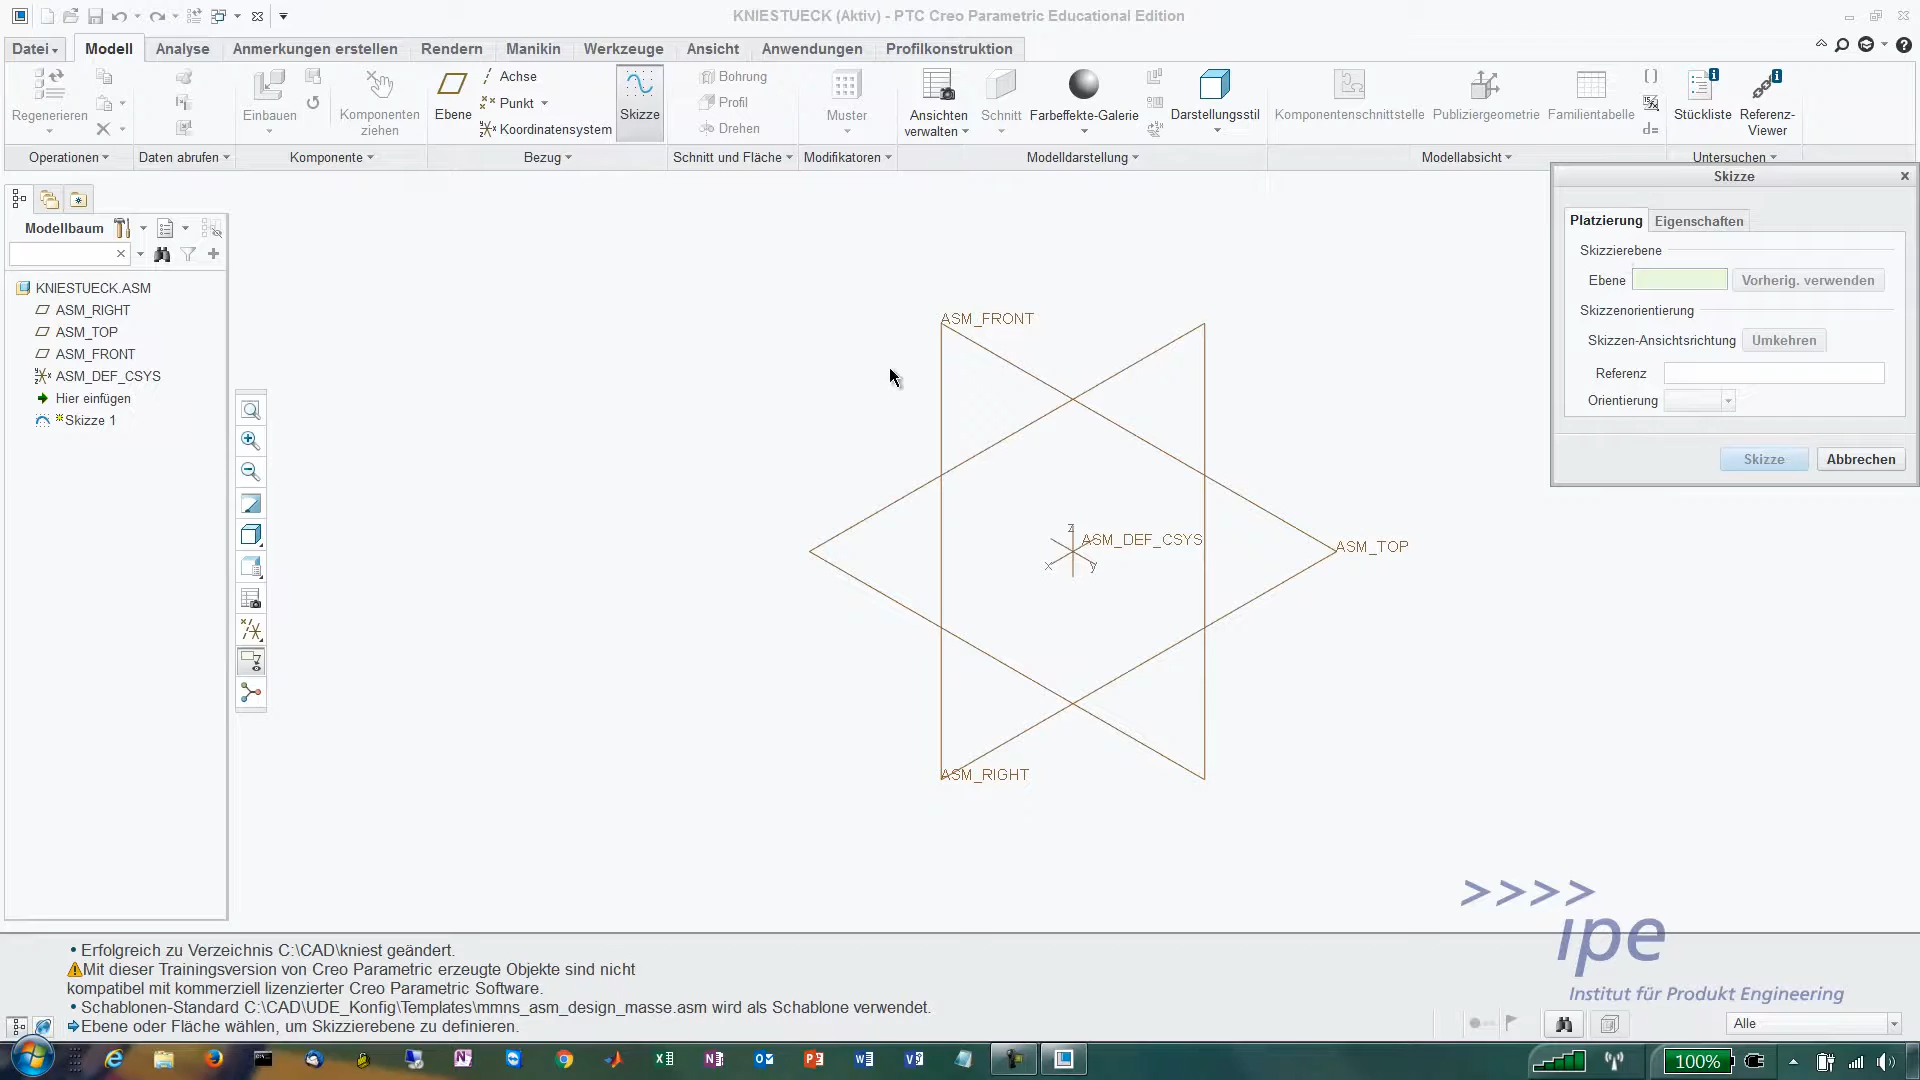 KNIESTUECK (Aktiv) - PTC Creo Parametric Educational Edition
Datei Modell Analyse Anmerkungen erstellen Rendern Manikin Werkzeuge Ansicht Anwendungen Profilkonstruktion
Regenerieren
Einbauen
Komponenten
ziehen
Ebene
Achse
Punkt
Koordinatensystem
Skizze
Bohrung
Profil
Drehen
Muster
Ansichten
verwalten
Schnitt
Farbeffekte-Galerie
Darstellungsstil
Komponentenschnittstelle
Publiziergeometrie
Familientabelle
Stückliste
Referenz-
Viewer
Operationen Daten abrufen Komponente Bezug Schnitt und Fläche Modifikatoren Modelldarstellung Modellabsicht Untersuchen
Modellbaum
KNIESTUECK.ASM
ASM_RIGHT
ASM_TOP
ASM_FRONT
ASM_DEF_CSYS
Hier einfügen
Skizze 1
ASM_FRONT
z
ASM_DEF_CSYS
x
y
ASM_TOP
ASM_RIGHT
Skizze
Platzierung Eigenschaften
Skizzierebene
Ebene Vorherig. verwenden
Skizzenorientierung
Skizzen-Ansichtsrichtung Umkehren
Referenz
Orientierung
Skizze Abbrechen
>>>>
ipe
Institut für Produkt Engineering
• Erfolgreich zu Verzeichnis C:\CAD\kniest geändert.
Mit dieser Trainingsversion von Creo Parametric erzeugte Objekte sind nicht
kompatibel mit kommerziell lizenzierter Creo Parametric Software.
• Schablonen-Standard C:\CAD\UDE_Konfig\Templates\mmns_asm_design_masse.asm wird als Schablone verwendet.
Ebene oder Fläche wählen, um Skizzierebene zu definieren.
Alle
100%